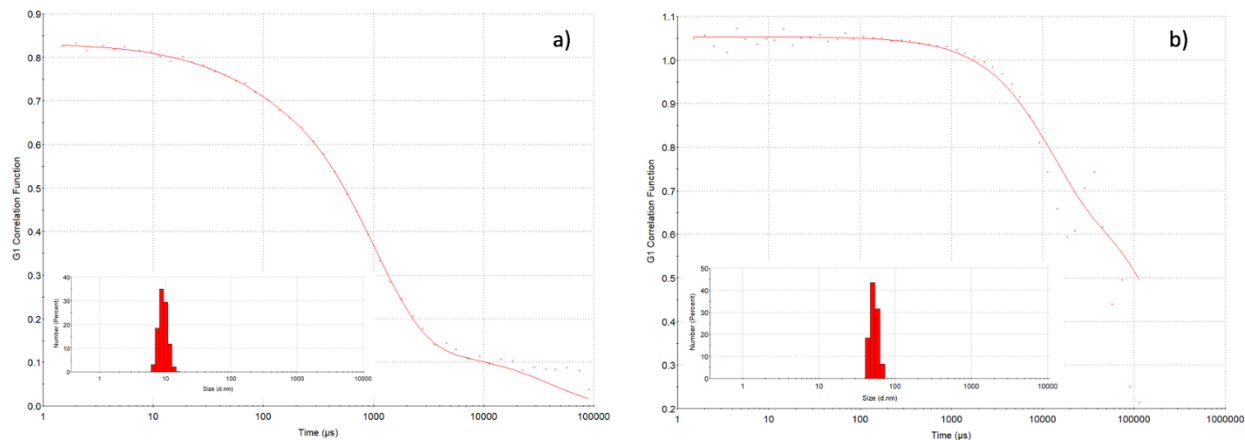 a)
G1 Correlation Function
0.9
0.8
0.7
0.6
0.5
0.4
0.3
0.2
0.1
0.0
1 10 100 1000 10000 100000
Time (µs)
Number (Percent)
40
30
20
10
0
1 10 100 1000 10000
Size (d.nm)
b)
G1 Correlation Function
1.1
1.0
0.9
0.8
0.7
0.6
0.5
0.4
0.3
0.2
1 10 100 1000 10000 100000 1000000
Time (µs)
Number (Percent)
50
40
30
20
10
0
1 10 100 1000 10000
Size (d.nm)